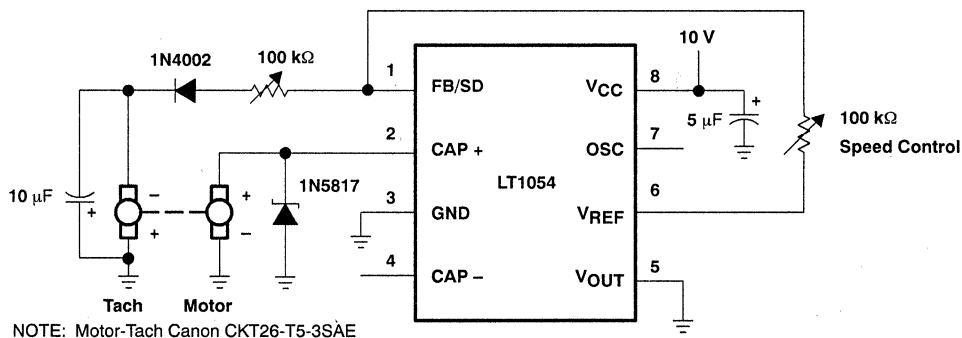 10 V
1N4002
100 kΩ
1
FB/SD
VCC
8
5 μF
+
100 kΩ
Speed Control
2
CAP +
OSC
7
1N5817
LT1054
10 μF
+
–
+
+
–
3
GND
VREF
6
4
CAP –
VOUT
5
Tach
Motor
NOTE: Motor-Tach Canon CKT26-T5-3SAE